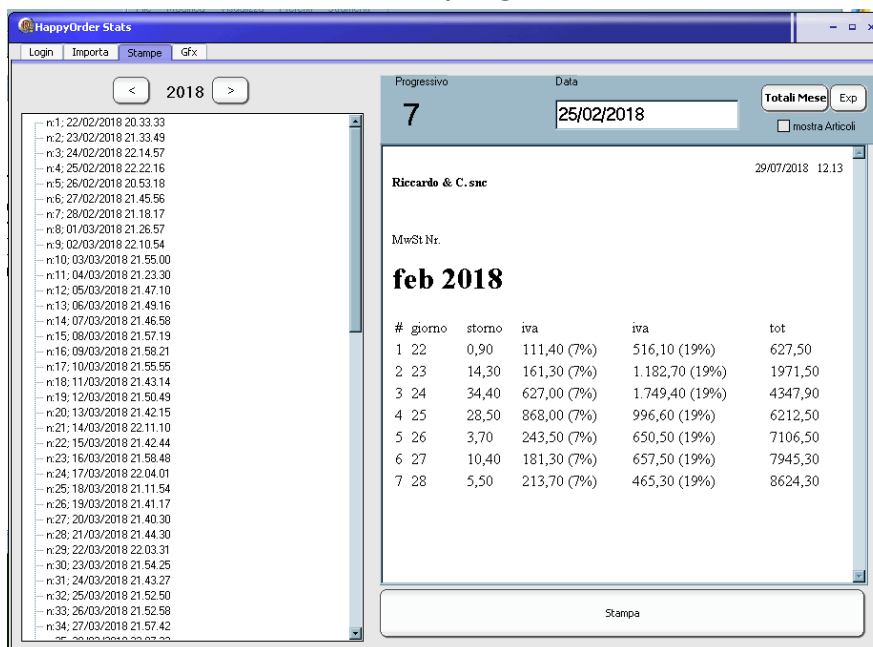 HappyOrder Stats
Login Importa Stampe Gfx
< 2018 >
n:1; 22/02/2018 20.33.33
n:2; 23/02/2018 21.33.49
n:3; 24/02/2018 22.14.57
n:4; 25/02/2018 22.22.16
n:5; 26/02/2018 20.53.18
n:6; 27/02/2018 21.45.56
n:7; 28/02/2018 21.18.17
n:8; 01/03/2018 21.26.57
n:9; 02/03/2018 22.10.54
n:10; 03/03/2018 21.55.00
n:11; 04/03/2018 21.23.30
n:12; 05/03/2018 21.47.10
n:13; 06/03/2018 21.49.16
n:14; 07/03/2018 21.46.58
n:15; 08/03/2018 21.57.19
n:16; 09/03/2018 21.58.21
n:17; 10/03/2018 21.55.55
n:18; 11/03/2018 21.43.14
n:19; 12/03/2018 21.50.49
n:20; 13/03/2018 21.42.15
n:21; 14/03/2018 22.11.10
n:22; 15/03/2018 21.42.44
n:23; 16/03/2018 21.58.48
n:24; 17/03/2018 22.04.01
n:25; 18/03/2018 21.11.54
n:26; 19/03/2018 21.41.17
n:27; 20/03/2018 21.40.30
n:28; 21/03/2018 21.44.30
n:29; 22/03/2018 22.03.31
n:30; 23/03/2018 21.54.25
n:31; 24/03/2018 21.43.27
n:32; 25/03/2018 21.52.50
n:33; 26/03/2018 21.52.58
n:34; 27/03/2018 21.57.42
Progressivo Data
7 25/02/2018
Totali Mese Exp
mostra Articoli
29/07/2018 12.13
Riccardo & C. snc
MwSt Nr.
feb 2018
# giorno storno iva iva tot
1 22 0,90 111,40 (7%) 516,10 (19%) 627,50
2 23 14,30 161,30 (7%) 1.182,70 (19%) 1971,50
3 24 34,40 627,00 (7%) 1.749,40 (19%) 4347,90
4 25 28,50 868,00 (7%) 996,60 (19%) 6212,50
5 26 3,70 243,50 (7%) 650,50 (19%) 7106,50
6 27 10,40 181,30 (7%) 657,50 (19%) 7945,30
7 28 5,50 213,70 (7%) 465,30 (19%) 8624,30
Stampa